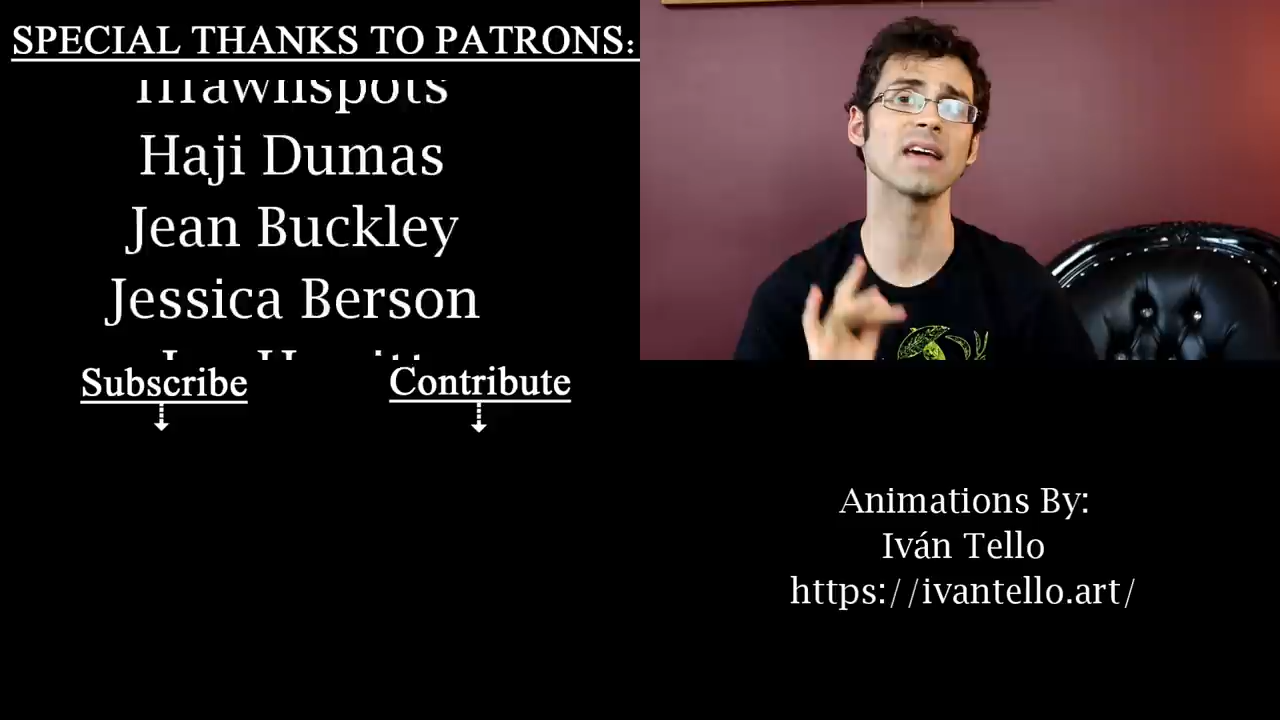 SPECIAL THANKS TO PATRONS:
Haji Dumas
Jean Buckley
Jessica Berson
Subscribe
Contribute
Animations By:
Iván Tello
https://ivantello.art/